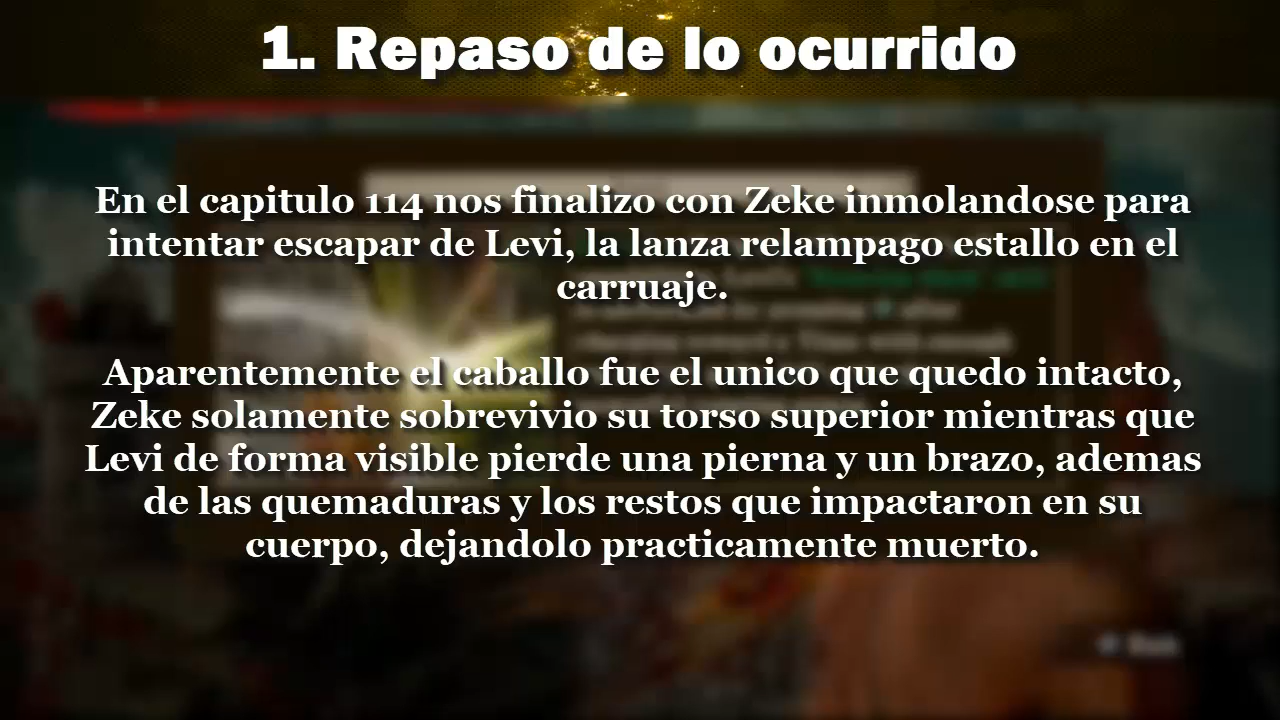 1. Repaso de lo ocurrido
En el capitulo 114 nos finalizo con Zeke inmolandose para
intentar escapar de Levi, la lanza relampago estallo en el
carruaje.
Aparentemente el caballo fue el unico que quedo intacto,
Zeke solamente sobrevivio su torso superior mientras que
Levi de forma visible pierde una pierna y un brazo, ademas
de las quemaduras y los restos que impactaron en su
cuerpo, dejandolo practicamente muerto.